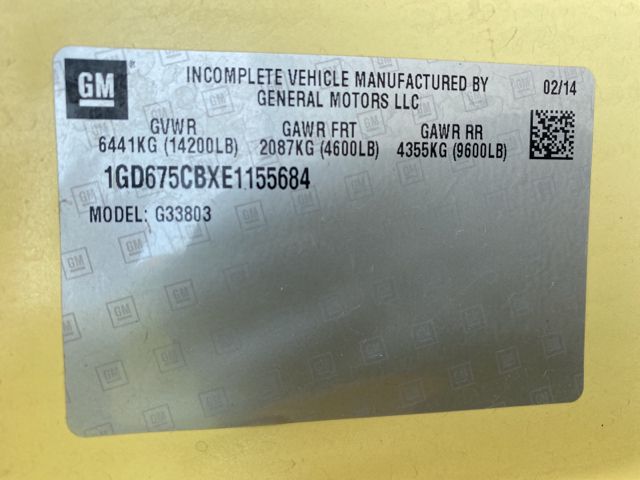 GM
INCOMPLETE VEHICLE MANUFACTURED BY
GENERAL MOTORS LLC
02/14
GVWR GAWR FRT GAWR RR
6441KG (14200LB) 2087KG (4600LB) 4355KG (9600LB)
1GD675CBXE1155684
MODEL: G33803